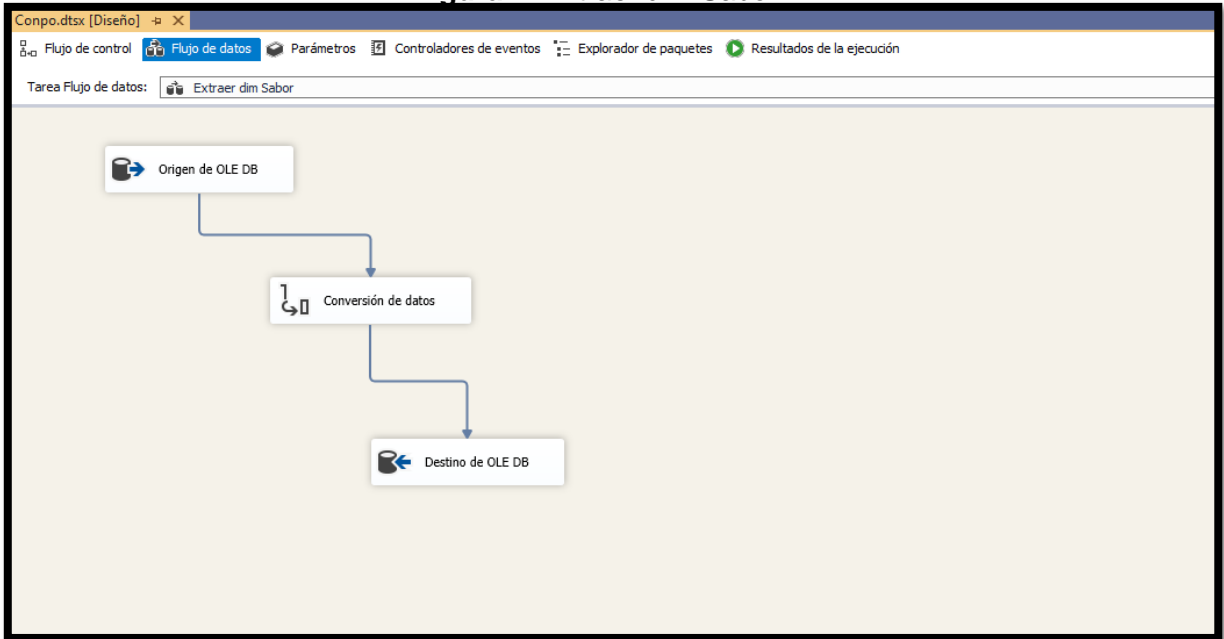 Conpo.dtsx [Diseño]
Flujo de control Flujo de datos Parámetros Controladores de eventos Explorador de paquetes Resultados de la ejecución
Tarea Flujo de datos: Extraer dim Sabor
Origen de OLE DB
Conversión de datos
Destino de OLE DB